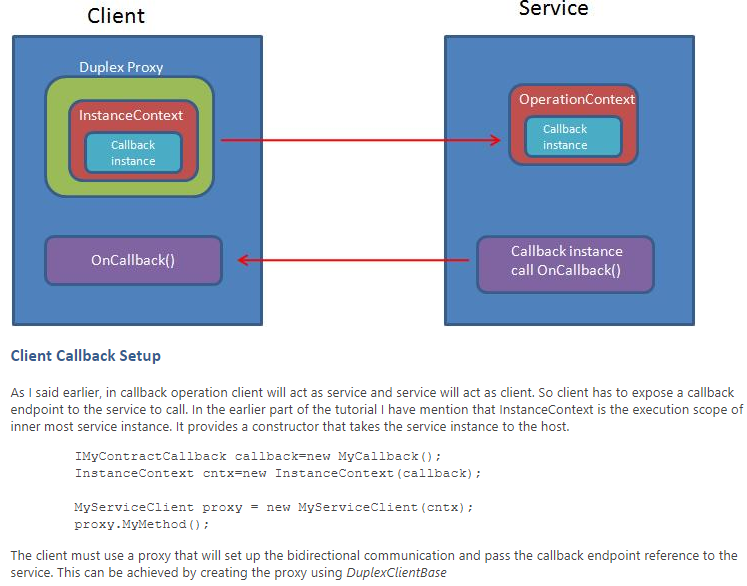 Client
Service
Duplex Proxy
InstanceContext
Callback
instance
OperationContext
Callback
instance
OnCallback()
Callback instance
call OnCallback()
Client Callback Setup
As I said earlier, in callback operation client will act as service and service will act as client. So client has to expose a callback
endpoint to the service to call. In the earlier part of the tutorial I have mention that InstanceContext is the execution scope of
inner most service instance. It provides a constructor that takes the service instance to the host.
IMyContractCallback callback=new MyCallback();
InstanceContext cntx=new InstanceContext(callback);
MyServiceClient proxy = new MyServiceClient(cntx);
proxy.MyMethod();
The client must use a proxy that will set up the bidirectional communication and pass the callback endpoint reference to the
service. This can be achieved by creating the proxy using DuplexClientBase